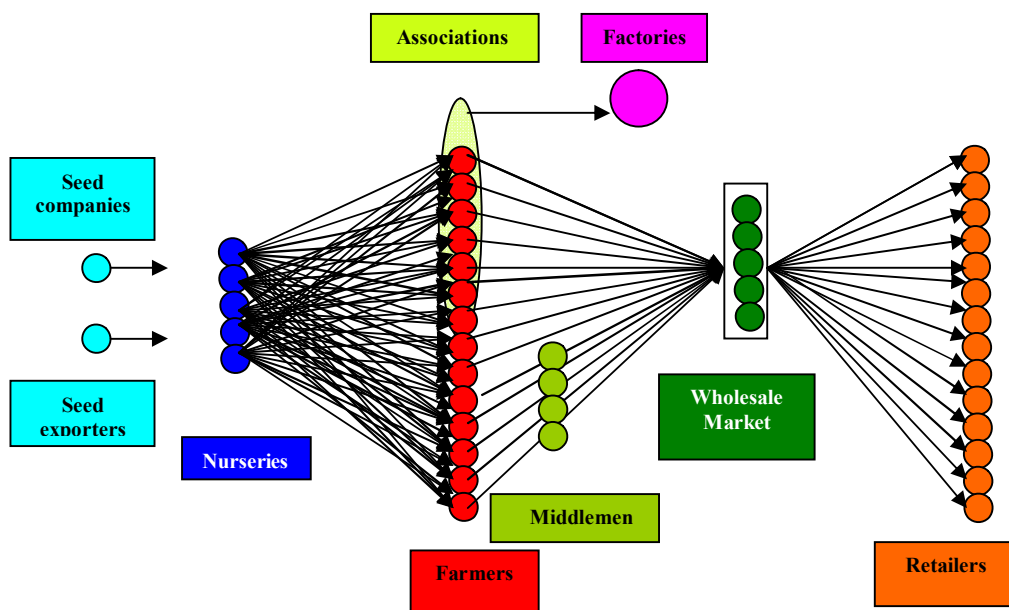 Associations
Factories
Seed
companies
Seed
exporters
Nurseries
Wholesale
Market
Middlemen
Farmers
Retailers